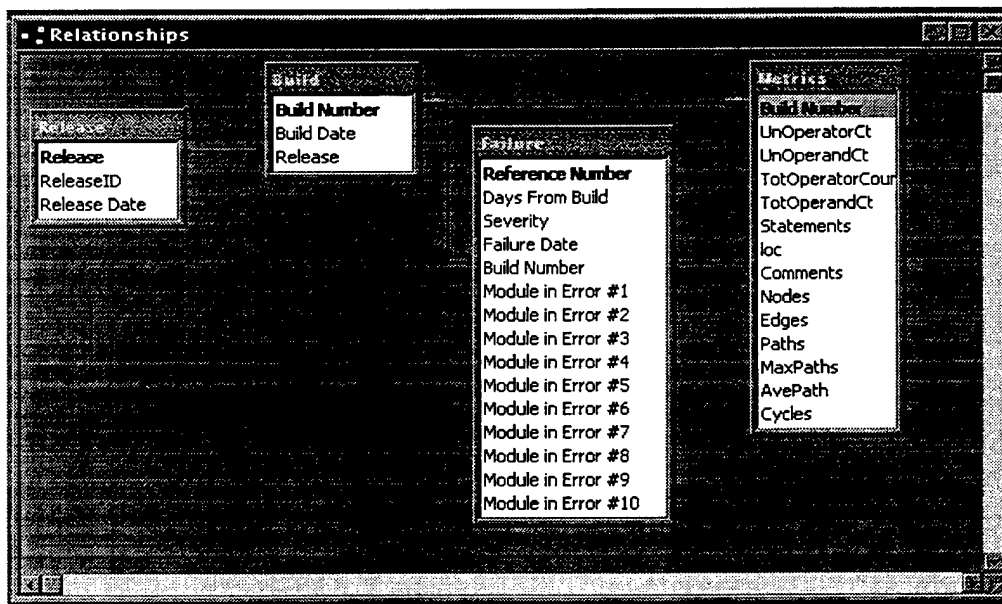 Relationships
Release
Release
ReleaseID
Release Date
Build
Build Number
Build Date
Release
Failure
Reference Number
Days From Build
Severity
Failure Date
Build Number
Module in Error #1
Module in Error #2
Module in Error #3
Module in Error #4
Module in Error #5
Module in Error #6
Module in Error #7
Module in Error #8
Module in Error #9
Module in Error #10
Metrics
Build Number
UnOperatorCt
UnOperandCt
TotOperatorCour
TotOperandCt
Statements
loc
Comments
Nodes
Edges
Paths
MaxPaths
AvePath
Cycles